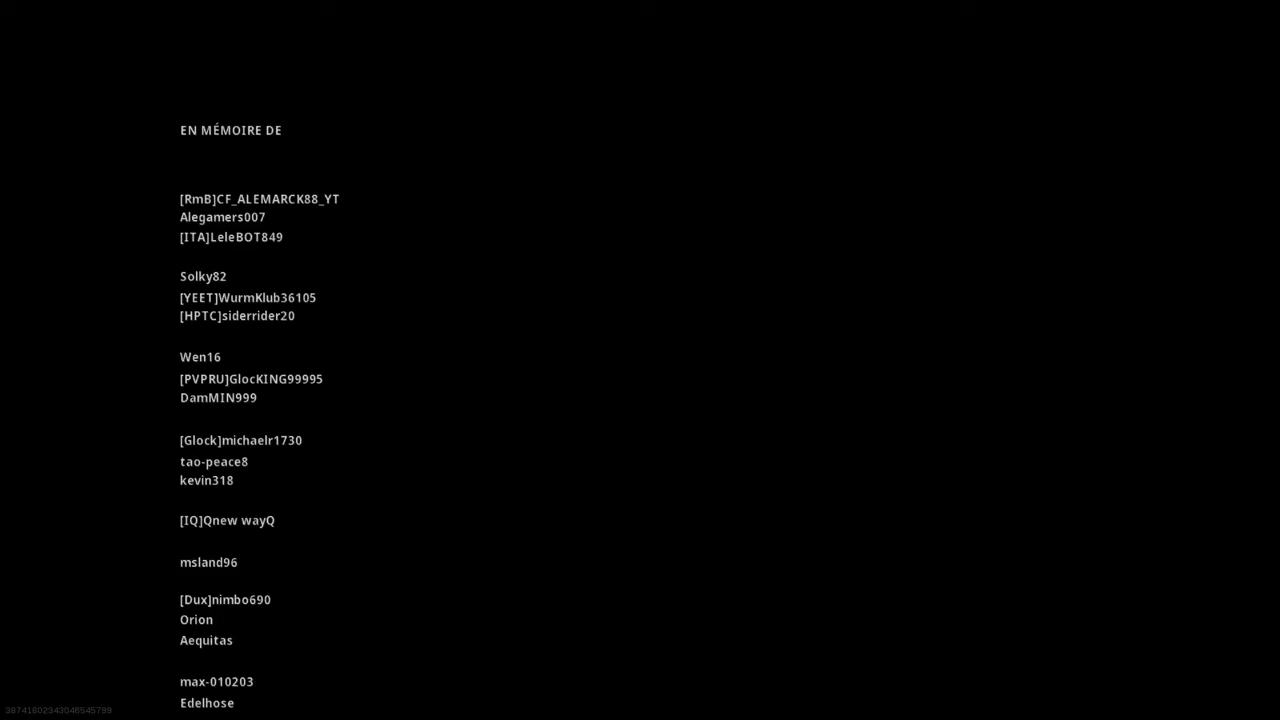 EN MÉMOIRE DE
[RmB]CF_ALEMARCK88_YT
Alegamers007
[ITA]LeleBOT849
Solky82
[YEET]WurmKlub36105
[HPTC]siderrider20
Wen16
[PVPRU]GlocKING99995
DamMIN999
[Glock]michaelr1730
tao-peace8
kevin318
[IQ]Qnew wayQ
msland96
[Dux]nimbo690
Orion
Aequitas
max-010203
Edelhose